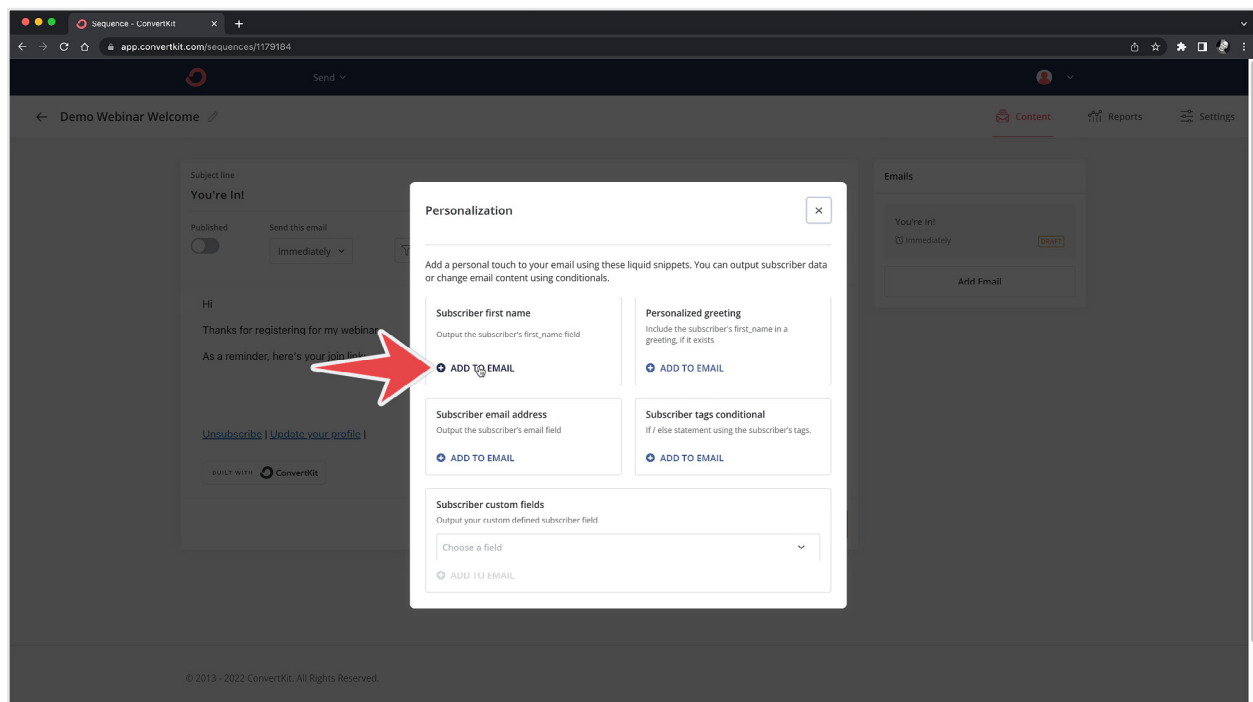 Sequence - ConvertKit
app.convertkit.com/sequences/1179184
Send
Demo Webinar Welcome
Content
Reports
Settings
Subject line
You're In!
Published
Send this email
Immediately
Hi
Thanks for registering for my webinar
As a reminder, here's your join link
Unsubscribe | Update your profile |
BUILT WITH ConvertKit
Personalization
Add a personal touch to your email using these liquid snippets. You can output subscriber data
or change email content using conditionals.
Subscriber first name
Output the subscriber's first_name field
ADD TO EMAIL
Personalized greeting
Include the subscriber's first_name in a
greeting, if it exists
ADD TO EMAIL
Subscriber email address
Output the subscriber's email field
ADD TO EMAIL
Subscriber tags conditional
If / else statement using the subscriber's tags.
ADD TO EMAIL
Subscriber custom fields
Output your custom defined subscriber field
Choose a field
ADD TO EMAIL
Emails
You're In!
Immediately
DRAFT
Add Email
© 2013 - 2022 ConvertKit. All Rights Reserved.